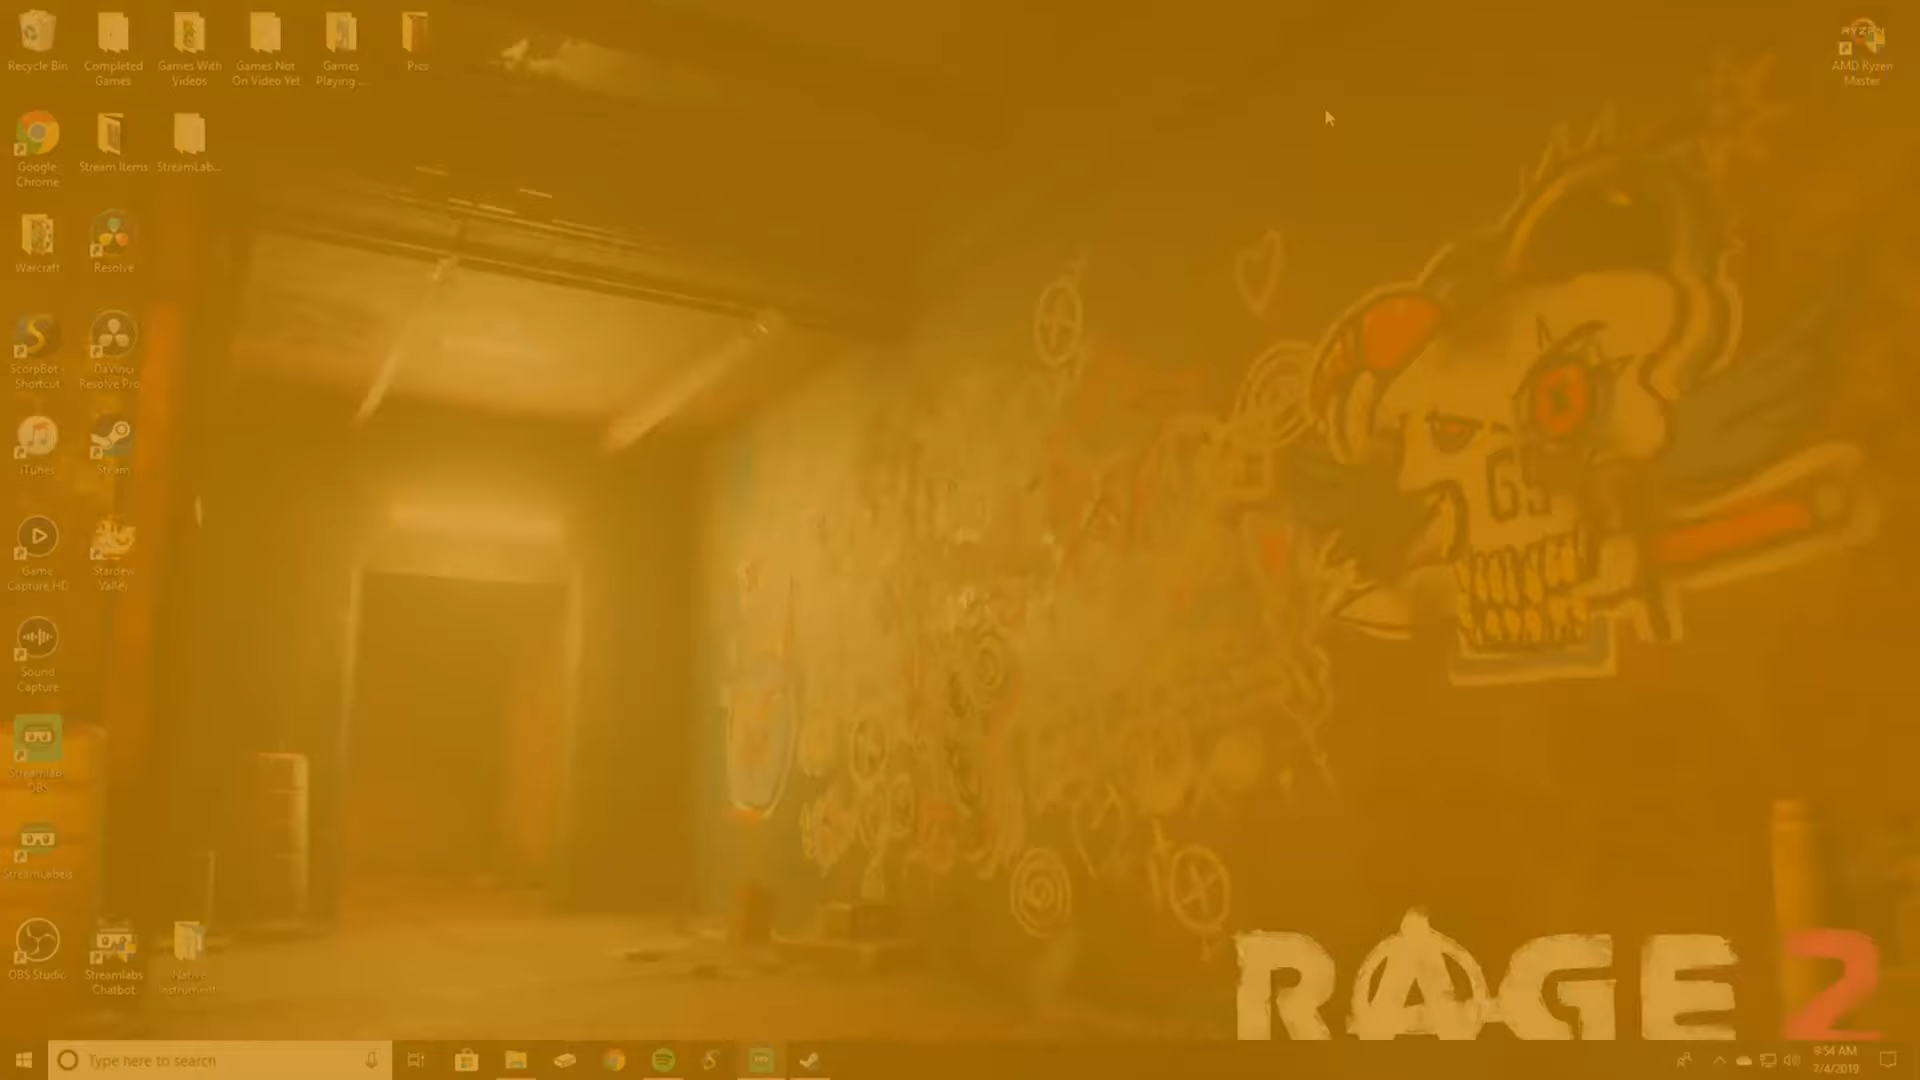 Recycle Bin
Completed
Games
Games With
Videos
Games Not
On Video Yet
Games
Playing ...
Pics
RYZEN
AMD Ryzen
Master
Google
Chrome
Stream Items
StreamLab...
Warcraft
Resolve
ScorpBot -
Shortcut
DaVinci
Resolve Pro...
iTunes
Steam
Game
Capture HD
Stardew
Valley
Sound
Capture
Streamlabs
OBS
StreamLabels
OBS Studio
Streamlabs
Chatbot
Native
Instrument...
G5
RAGE 2
Type here to search
9:54 AM
7/4/2019